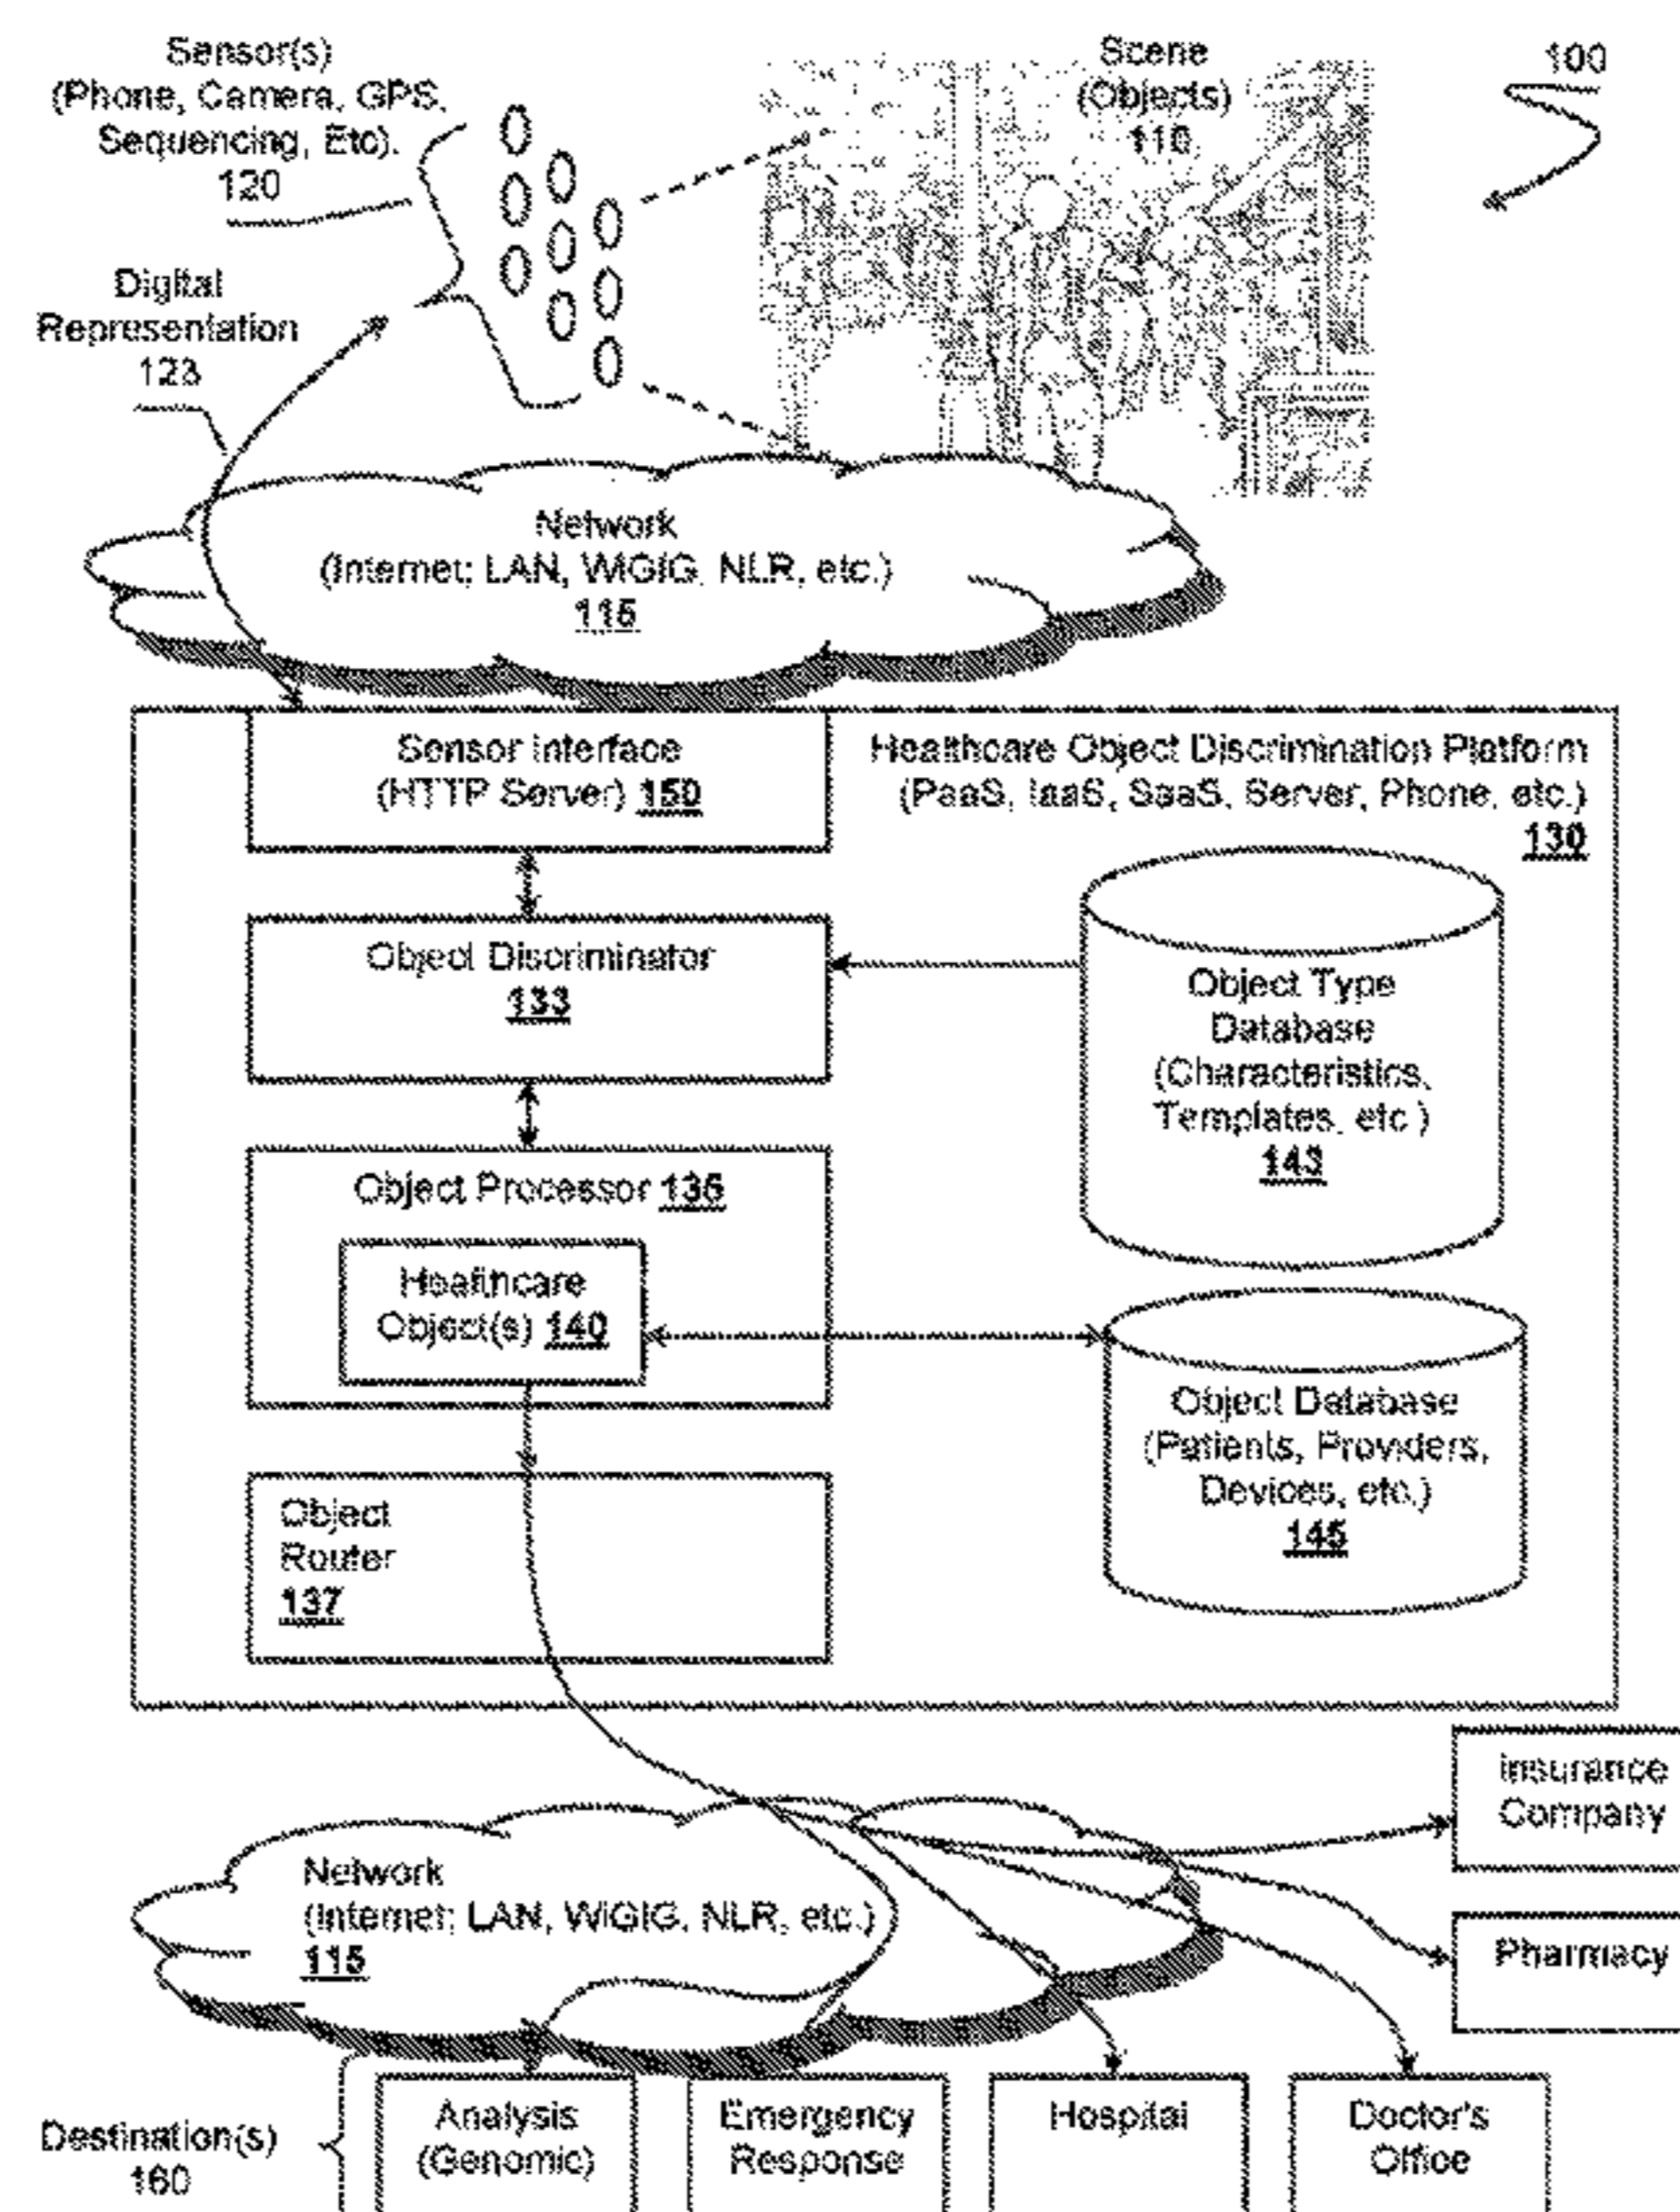 Sensor(s)
(Phone, Camera, GPS,
Sequencing, Etc).
120
Scene
(Objects)
110
100
Digital
Representation
123
Network
(Internet; LAN, WiGIG, NLR, etc.)
115
Sensor Interface
(HTTP Server) 150
Healthcare Object Discrimination Platform
(PaaS, IaaS, SaaS, Server, Phone, etc.)
130
Object Discriminator
133
Object Type
Database
(Characteristics,
Templates, etc.)
143
Object Processor 135
Healthcare
Object(s) 140
Object Database
(Patients, Providers,
Devices, etc.)
145
Object
Router
137
Insurance
Company
Network
(Internet; LAN, WiGIG, NLR, etc.)
115
Pharmacy
Destination(s)
160
Analysis
(Genomic)
Emergency
Response
Hospital
Doctor's
Office